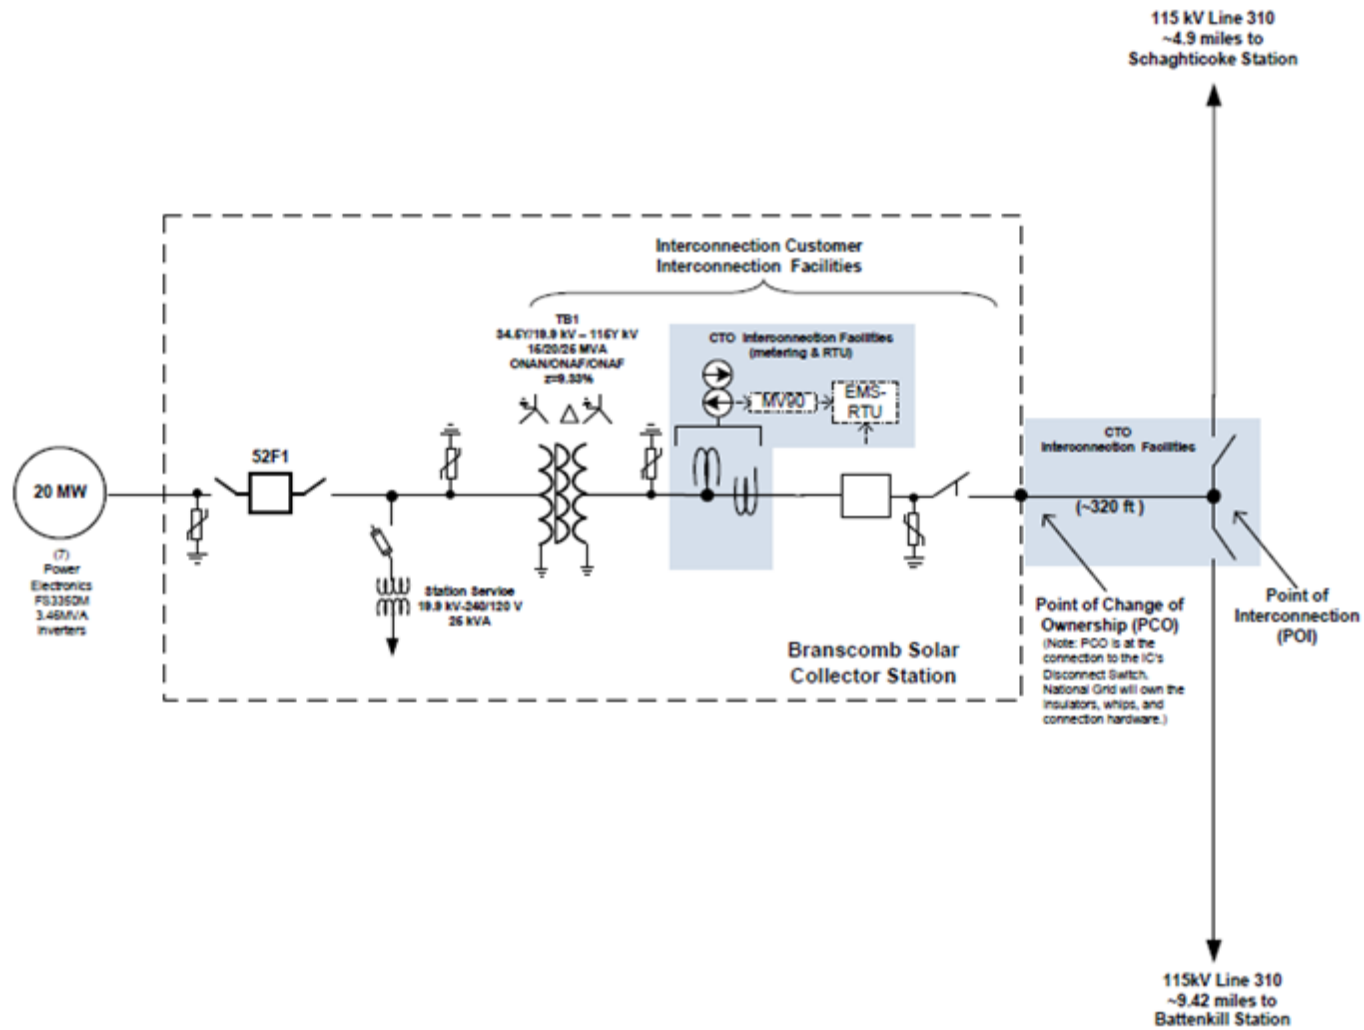 115 kV Line 310
~4.9 miles to
Schaghticoke Station
Interconnection Customer
Interconnection Facilities
TB1
34.5Y/19.9 kV – 115Y kV
15/20/25 MVA
ONAN/ONAF/ONAF
z=9.33%
CTO Interconnection Facilities
(metering & RTU)
MV90
EMS-
RTU
CTO
Interconnection Facilities
52F1
20 MW
(~320 ft )
(7)
Power
Electronics
FS3350M
3.46MVA
Inverters
Station Service
19.9 kV-240/120 V
25 kVA
Point of Change of
Ownership (PCO)
(Note: PCO is at the
connection to the IC's
Disconnect Switch.
National Grid will own the
insulators, whips, and
connection hardware.)
Point of
Interconnection
(POI)
Branscomb Solar
Collector Station
115kV Line 310
~9.42 miles to
Battenkill Station